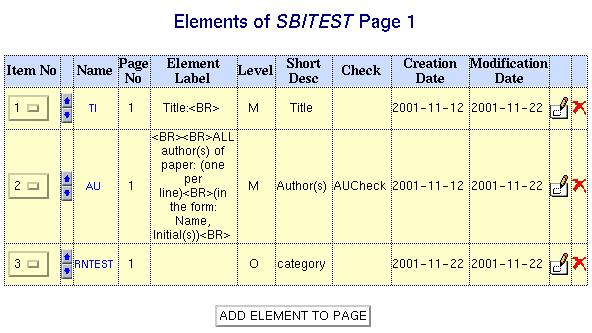 Elements of SBITEST Page 1
Item No Name Page No Element Label Level Short Desc Check Creation Date Modification Date
1 TI 1 Title:<BR> M Title 2001-11-12 2001-11-22
2 AU 1 <BR><BR>ALL author(s) of paper: (one per line)<BR>(in the form: Name, Initial(s))<BR> M Author(s) AUCheck 2001-11-12 2001-11-22
3 RNTEST 1 O category 2001-11-22 2001-11-22
ADD ELEMENT TO PAGE